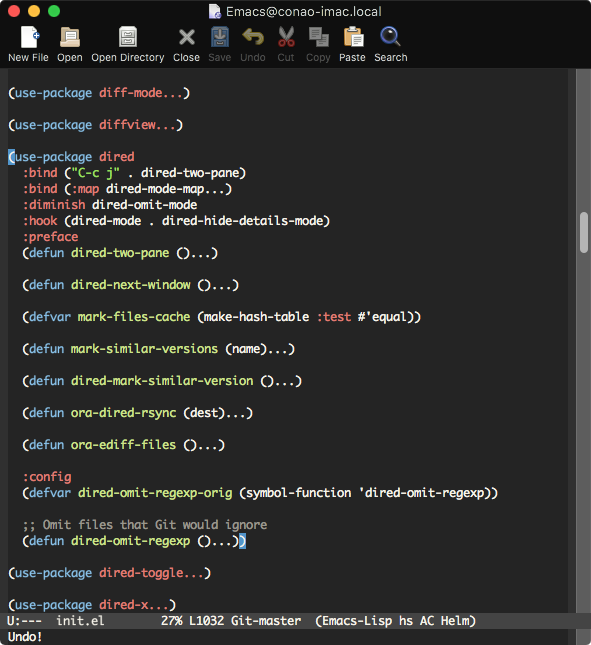 Emacs@conao-imac.local
New File Open Open Directory Close Save Undo Cut Copy Paste Search
(use-package diff-mode...)
(use-package diffview...)
(use-package dired
:bind ("C-c j" . dired-two-pane)
:bind (:map dired-mode-map...)
:diminish dired-omit-mode
:hook (dired-mode . dired-hide-details-mode)
:preface
(defun dired-two-pane ()...)
(defun dired-next-window ()...)
(defvar mark-files-cache (make-hash-table :test #'equal))
(defun mark-similar-versions (name)...)
(defun dired-mark-similar-version ()...)
(defun ora-dired-rsync (dest)...)
(defun ora-ediff-files ()...)
:config
(defvar dired-omit-regexp-orig (symbol-function 'dired-omit-regexp))
;; Omit files that Git would ignore
(defun dired-omit-regexp ()...))
(use-package dired-toggle...)
(use-package dired-x...)
U:--- init.el 27% L1032 Git-master (Emacs-Lisp hs AC Helm)
Undo!